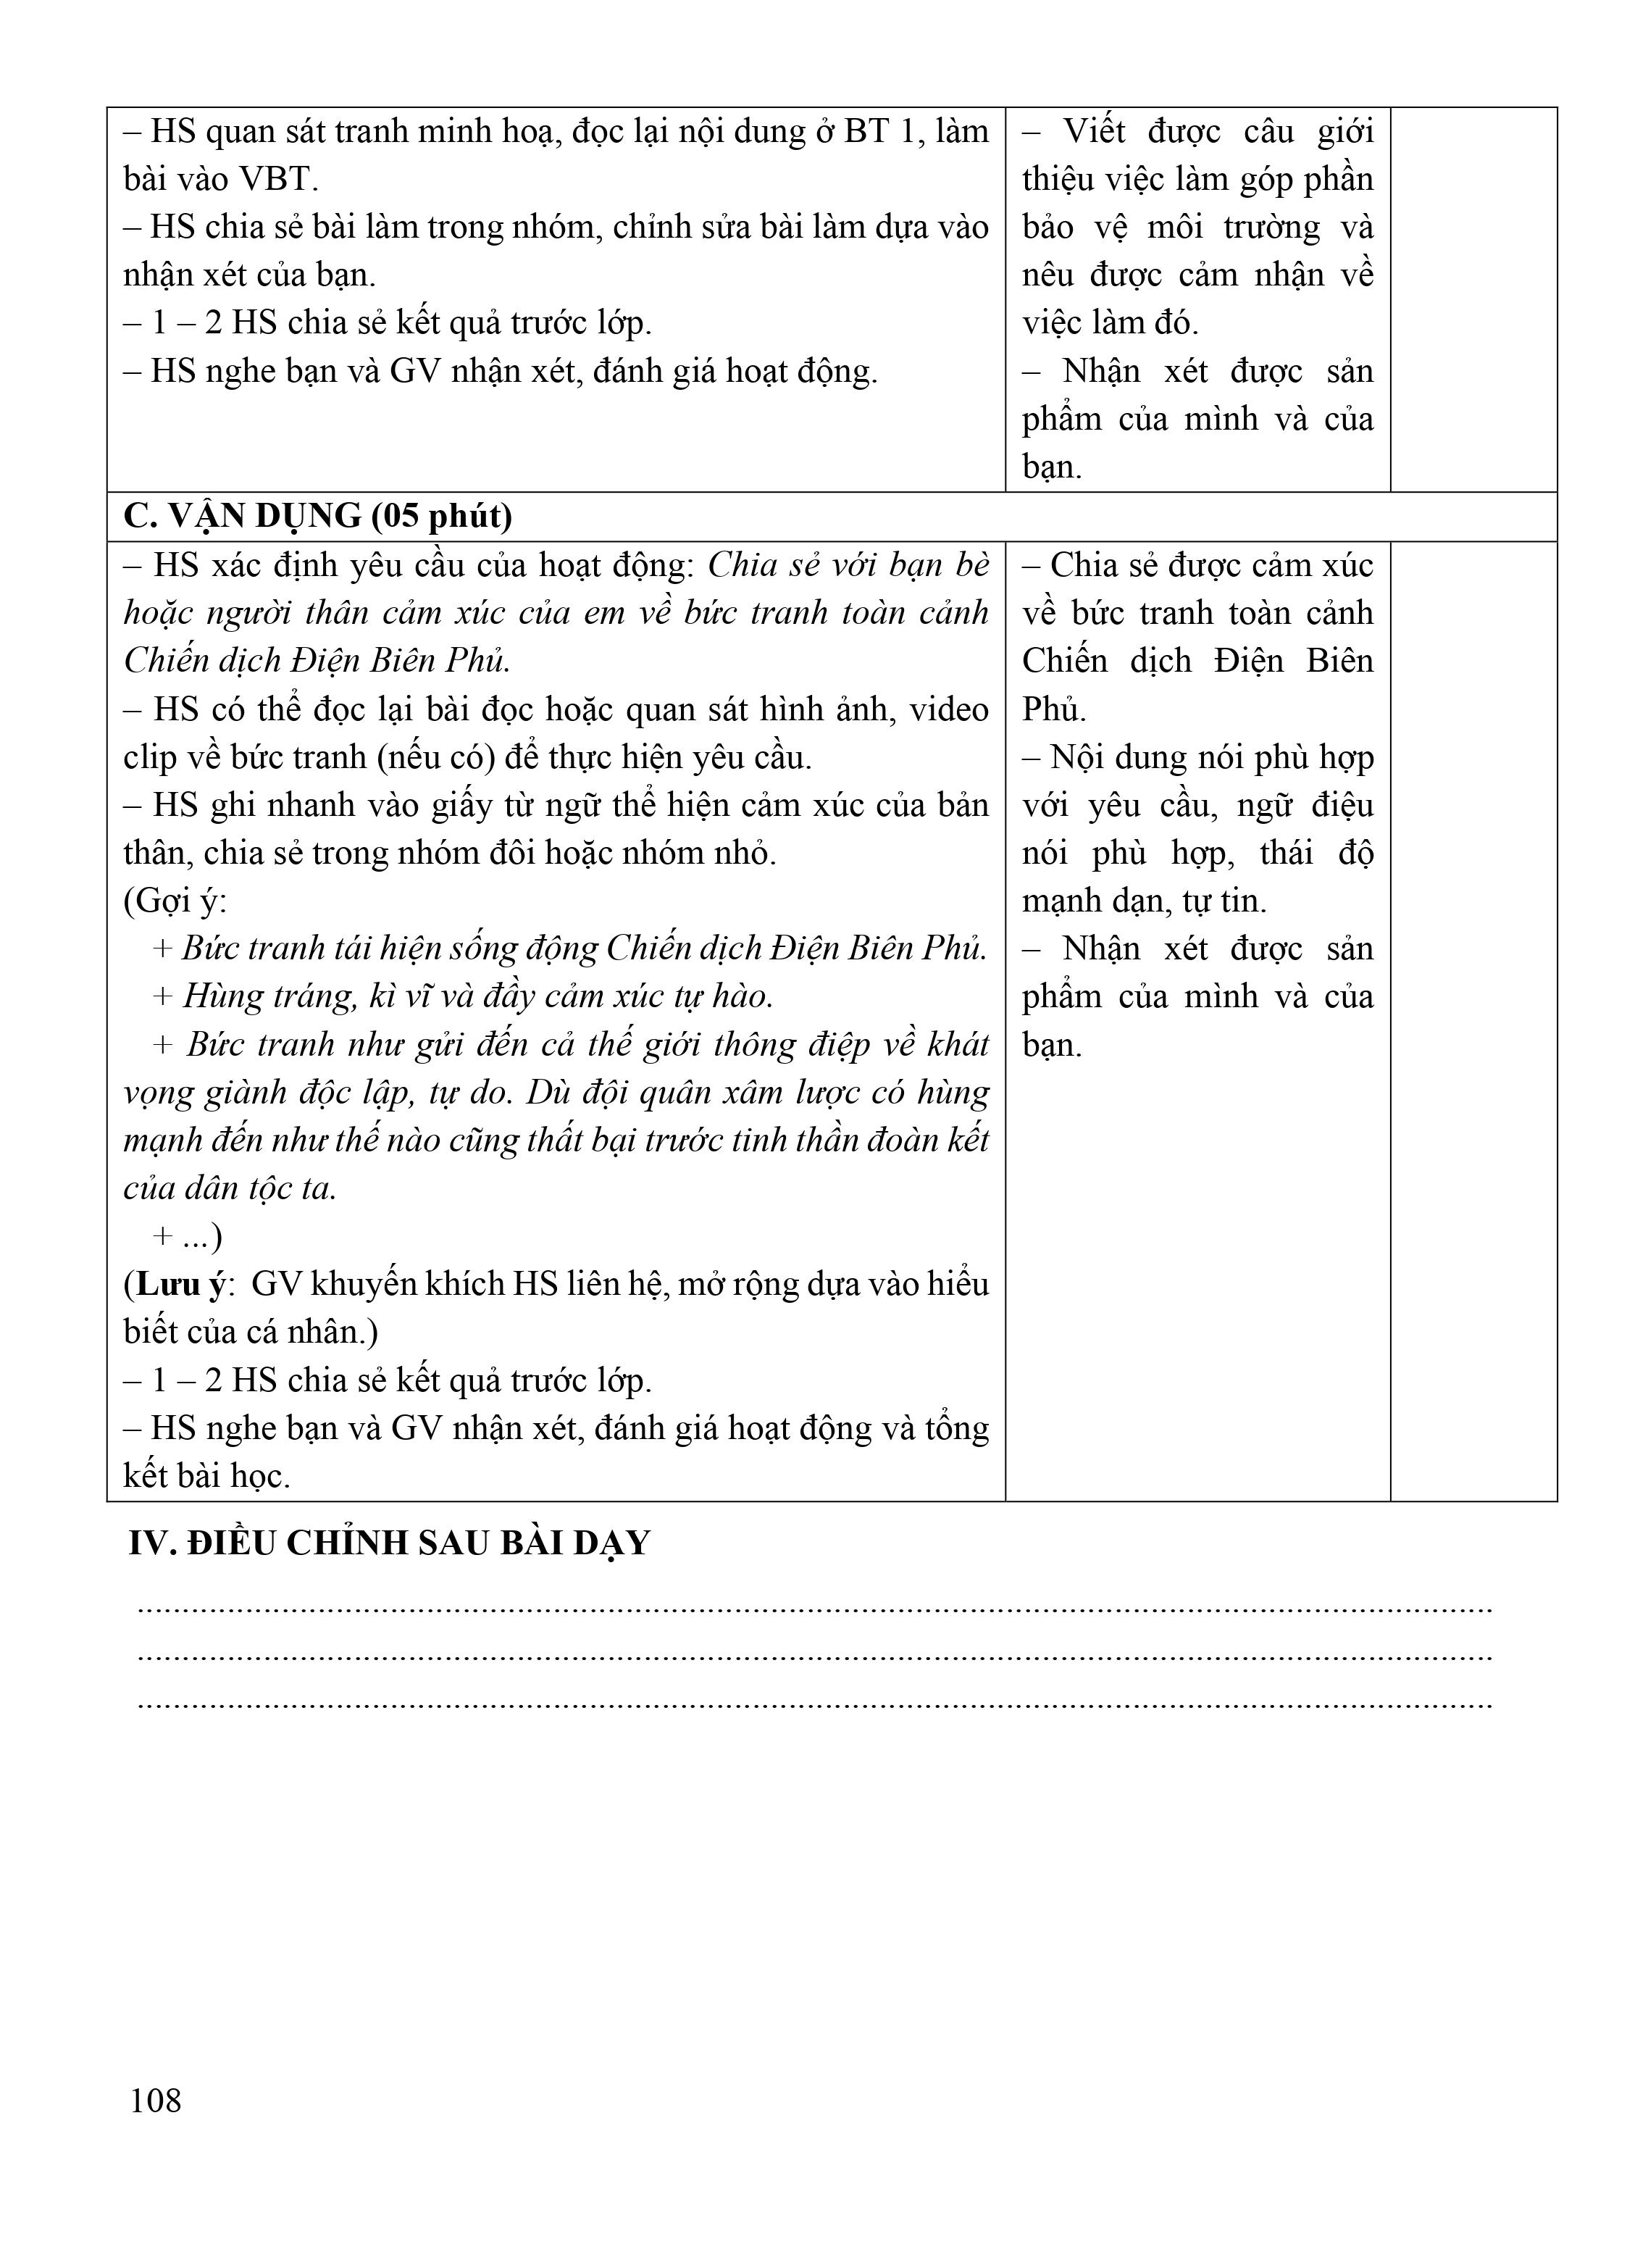 – HS quan sát tranh minh hoạ, đọc lại nội dung ở BT 1, làm
bài vào VBT.
– HS chia sẻ bài làm trong nhóm, chỉnh sửa bài làm dựa vào
nhận xét của bạn.
– 1 – 2 HS chia sẻ kết quả trước lớp.
– HS nghe bạn và GV nhận xét, đánh giá hoạt động.
– Viết được câu giới
thiệu việc làm góp phần
bảo vệ môi trường và
nêu được cảm nhận về
việc làm đó.
– Nhận xét được sản
phẩm của mình và của
bạn.
C. VẬN DỤNG (05 phút)
– HS xác định yêu cầu của hoạt động: Chia sẻ với bạn bè
hoặc người thân cảm xúc của em về bức tranh toàn cảnh
Chiến dịch Điện Biên Phủ.
– HS có thể đọc lại bài đọc hoặc quan sát hình ảnh, video
clip về bức tranh (nếu có) để thực hiện yêu cầu.
– HS ghi nhanh vào giấy từ ngữ thể hiện cảm xúc của bản
thân, chia sẻ trong nhóm đôi hoặc nhóm nhỏ.
(Gợi ý:
+ Bức tranh tái hiện sống động Chiến dịch Điện Biên Phủ.
+ Hùng tráng, kì vĩ và đầy cảm xúc tự hào.
+ Bức tranh như gửi đến cả thế giới thông điệp về khát
vọng giành độc lập, tự do. Dù đội quân xâm lược có hùng
mạnh đến như thế nào cũng thất bại trước tinh thần đoàn kết
của dân tộc ta.
+ ...)
(Lưu ý: GV khuyến khích HS liên hệ, mở rộng dựa vào hiểu
biết của cá nhân.)
– 1 – 2 HS chia sẻ kết quả trước lớp.
– HS nghe bạn và GV nhận xét, đánh giá hoạt động và tổng
kết bài học.
– Chia sẻ được cảm xúc
về bức tranh toàn cảnh
Chiến dịch Điện Biên
Phủ.
– Nội dung nói phù hợp
với yêu cầu, ngữ điệu
nói phù hợp, thái độ
mạnh dạn, tự tin.
– Nhận xét được sản
phẩm của mình và của
bạn.
IV. ĐIỀU CHỈNH SAU BÀI DẠY
..........................................................................................................................................................
..........................................................................................................................................................
..........................................................................................................................................................
108